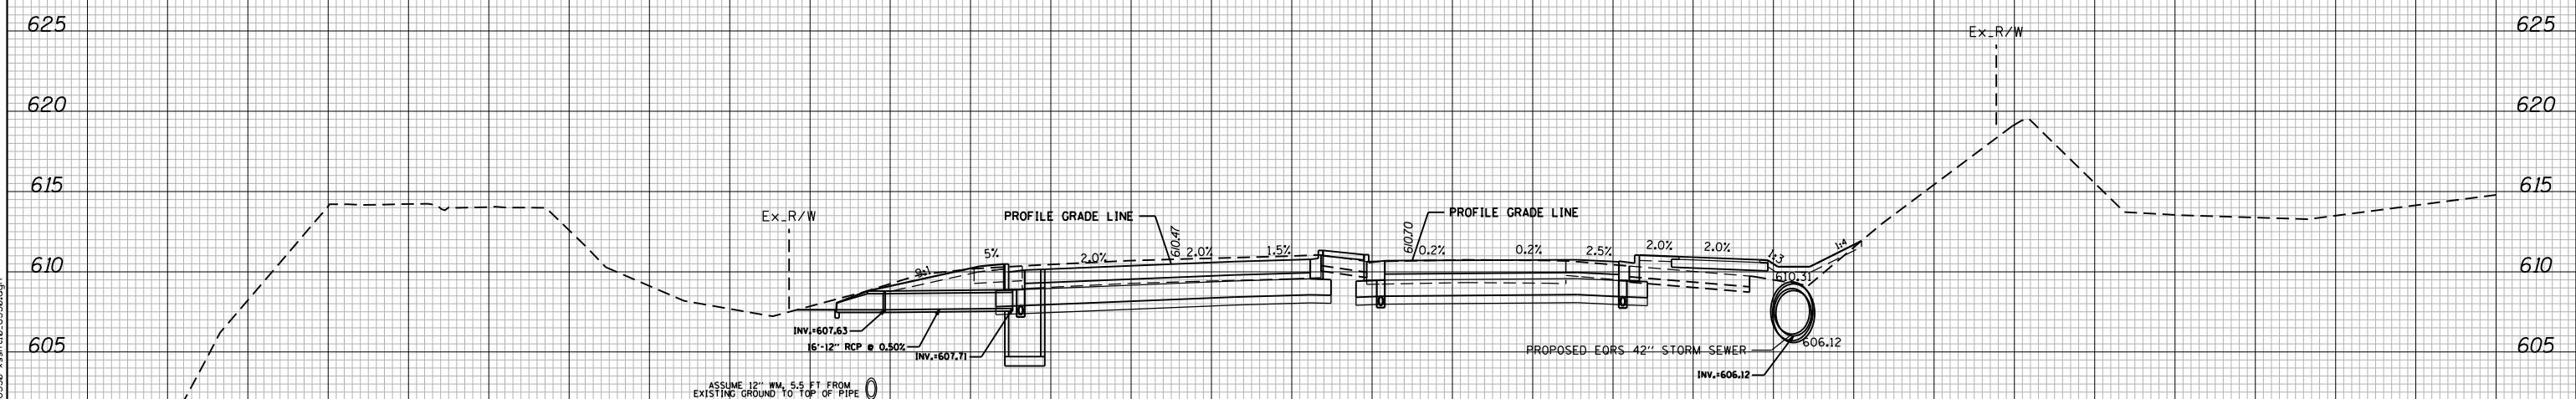 625
625
Ex_R/W
620
620
615
615
Ex_R/W
PROFILE GRADE LINE
610.47
610.70
PROFILE GRADE LINE
5%
2.0%
2.0%
1.5%
0.2%
0.2%
2.5%
2.0%
2.0%
1:3
1:4
610
610
610.31
INV.=607.63
16'-12" RCP @ 0.50%
INV.=607.71
605
605
PROPOSED EQRS 42" STORM SEWER
606.12
INV.=606.12
ASSUME 12" WM, 5.5 FT FROM
EXISTING GROUND TO TOP OF PIPE